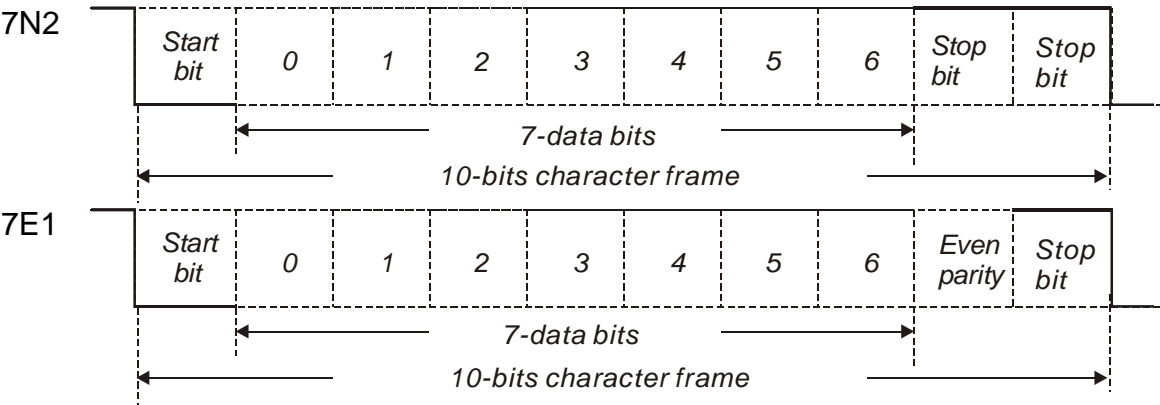 7N2
Start bit 0 1 2 3 4 5 6 Stop bit Stop bit
7-data bits
10-bits character frame
7E1
Start bit 0 1 2 3 4 5 6 Even parity Stop bit
7-data bits
10-bits character frame